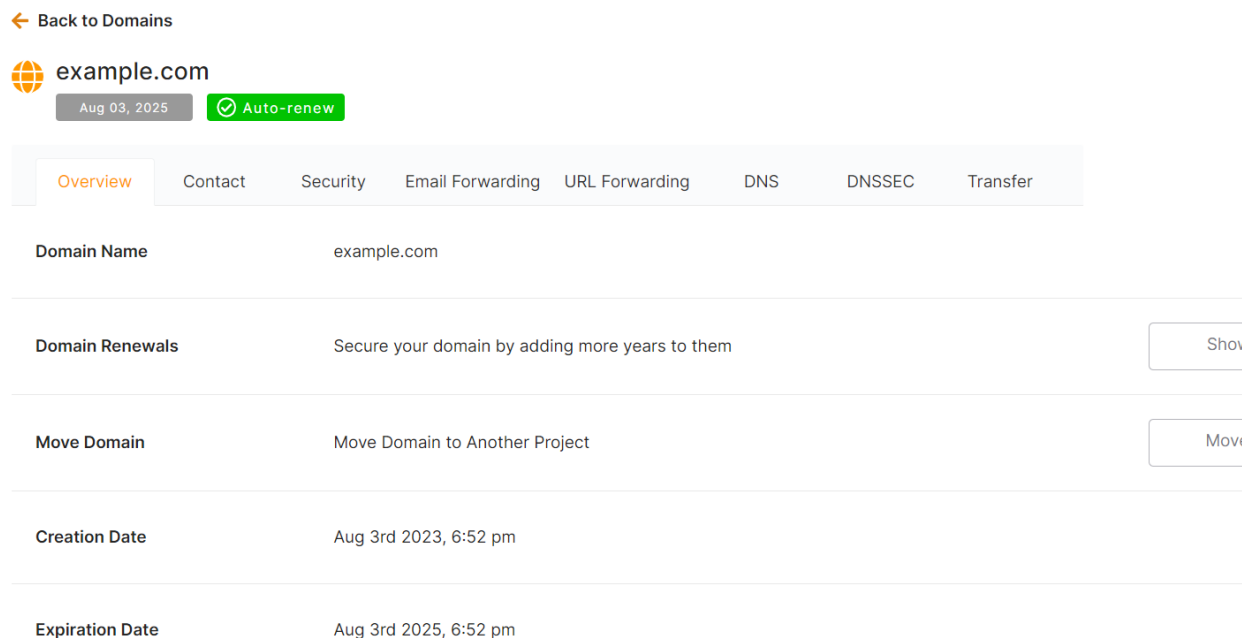 Back to Domains
example.com
Aug 03, 2025 Auto-renew
Overview Contact Security Email Forwarding URL Forwarding DNS DNSSEC Transfer
Domain Name example.com
Domain Renewals Secure your domain by adding more years to them
Move Domain Move Domain to Another Project Move
Creation Date Aug 3rd 2023, 6:52 pm
Expiration Date Aug 3rd 2025, 6:52 pm